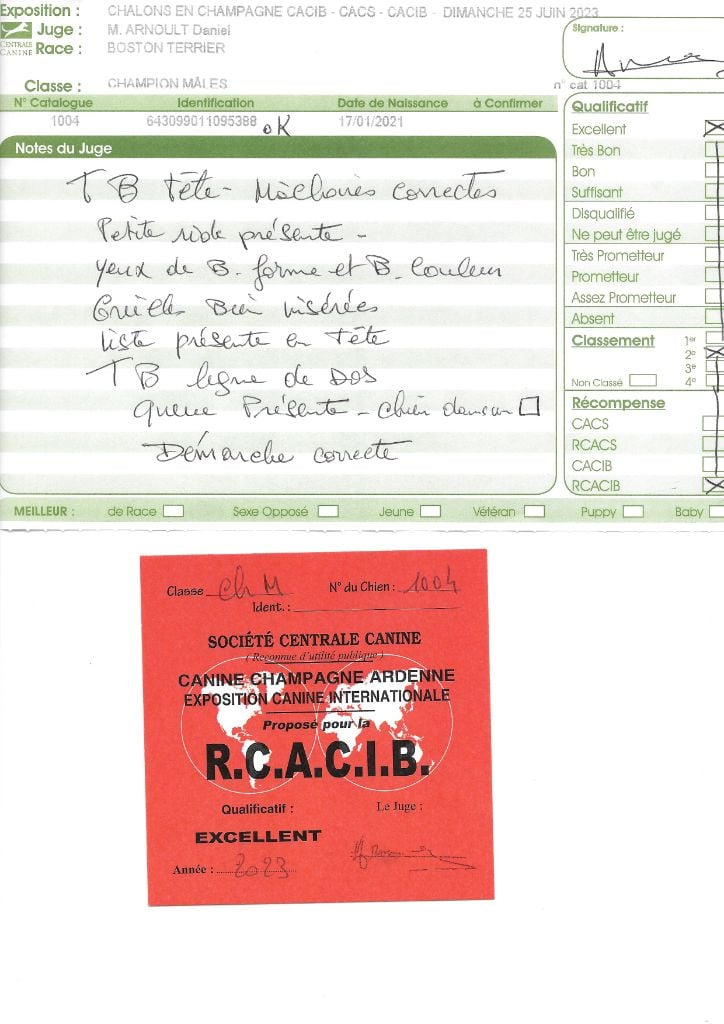 Exposition : CHALONS EN CHAMPAGNE CACIB - CACS - CACIB - DIMANCHE 25 JUIN 2023
Juge : M. ARNOULT Daniel
CENTRALE CANINE
Race : BOSTON TERRIER
Classe : CHAMPION MÂLES
n° cat 1004
Signature :
N° Catalogue Identification Date de Naissance à Confirmer
1004 643099011095388 OK 17/01/2021
Notes du Juge
TB tête - Mâchoires correctes
Petite ride présente -
Yeux de B. forme et B. couleur
Oreilles Bien insérées
liste présente en tête
TB ligne de DOS
queue Présente - chien dans un
Démarche correcte
Qualificatif
Excellent
Très Bon
Bon
Suffisant
Disqualifié
Ne peut être jugé
Très Prometteur
Prometteur
Assez Prometteur
Absent
Classement 1er
2e
3e
Non Classé 4e
Récompense
CACS
RCACS
CACIB
RCACIB
MEILLEUR : de Race Sexe Opposé Jeune Vétéran Puppy Baby
Classe Ch M N° du Chien : 1004
Ident. :
SOCIÉTÉ CENTRALE CANINE
( Reconnue d'utilité publique )
CANINE CHAMPAGNE ARDENNE
EXPOSITION CANINE INTERNATIONALE
Proposé pour la
R.C.A.C.I.B.
Qualificatif : Le Juge :
EXCELLENT
Année : 2023